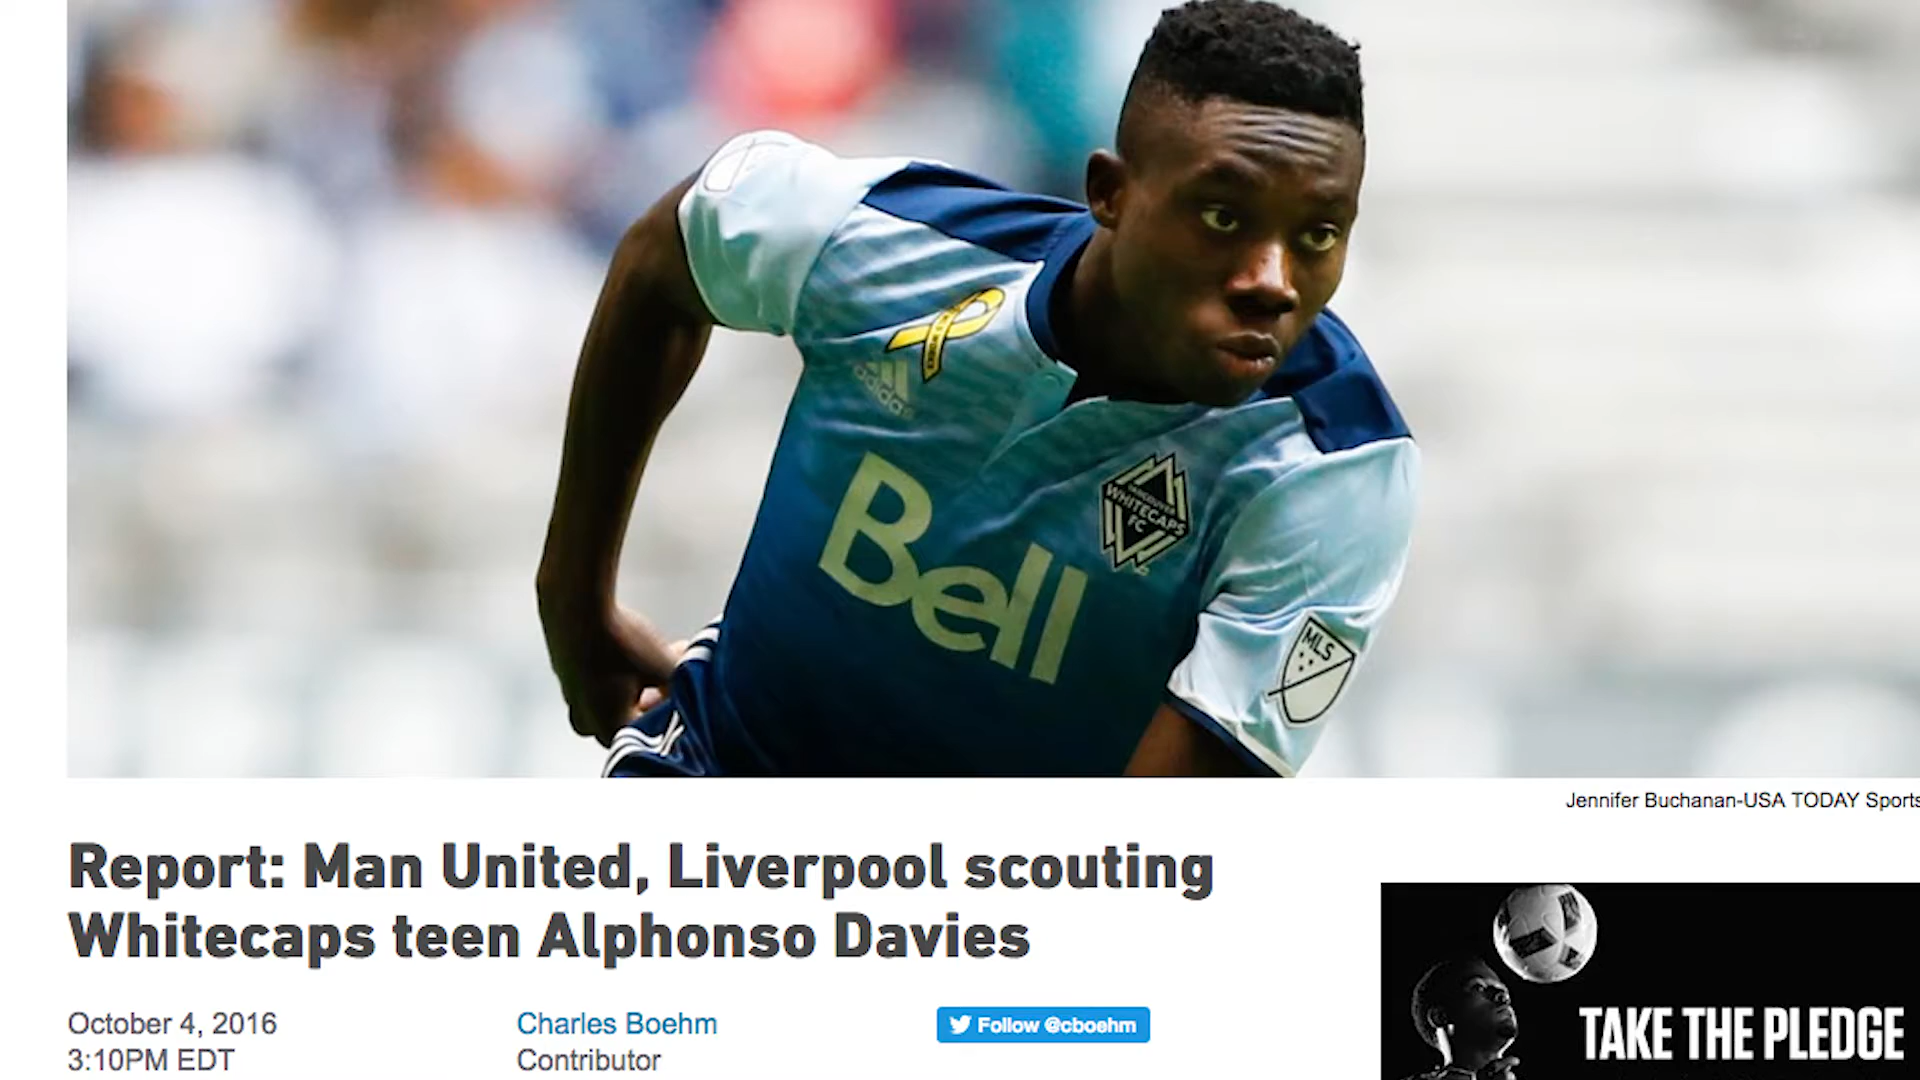 adidas
Bell
VANCOUVER
WHITECAPS
FC
MLS
Jennifer Buchanan-USA TODAY Sports
Report: Man United, Liverpool scouting
Whitecaps teen Alphonso Davies
October 4, 2016
3:10PM EDT
Charles Boehm
Contributor
Follow @cboehm
TAKE THE PLEDGE